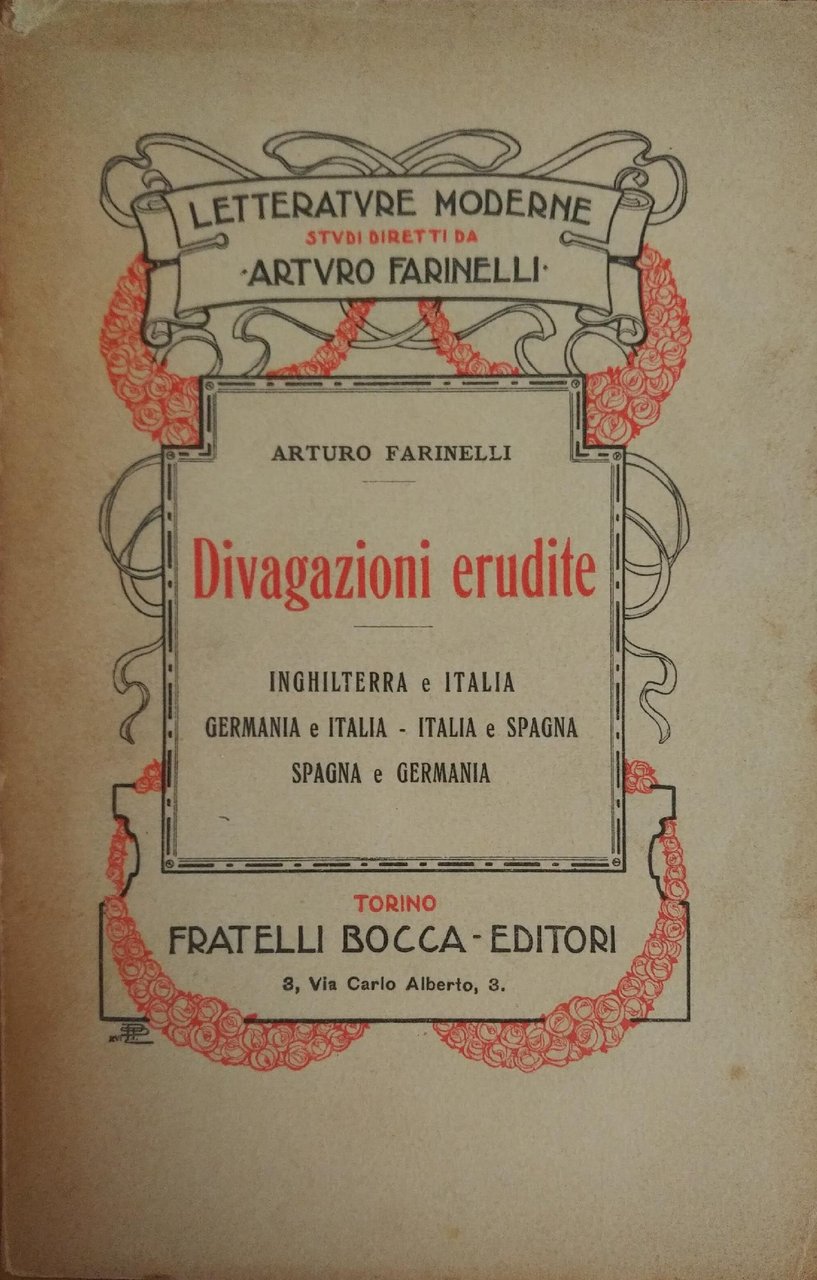 LETTERATVRE MODERNE
STVDI DIRETTI DA
·ARTVRO FARINELLI·
ARTURO FARINELLI
Divagazioni erudite
INGHILTERRA e ITALIA
GERMANIA e ITALIA - ITALIA e SPAGNA
SPAGNA e GERMANIA
TORINO
FRATELLI BOCCA - EDITORI
3, Via Carlo Alberto, 3.